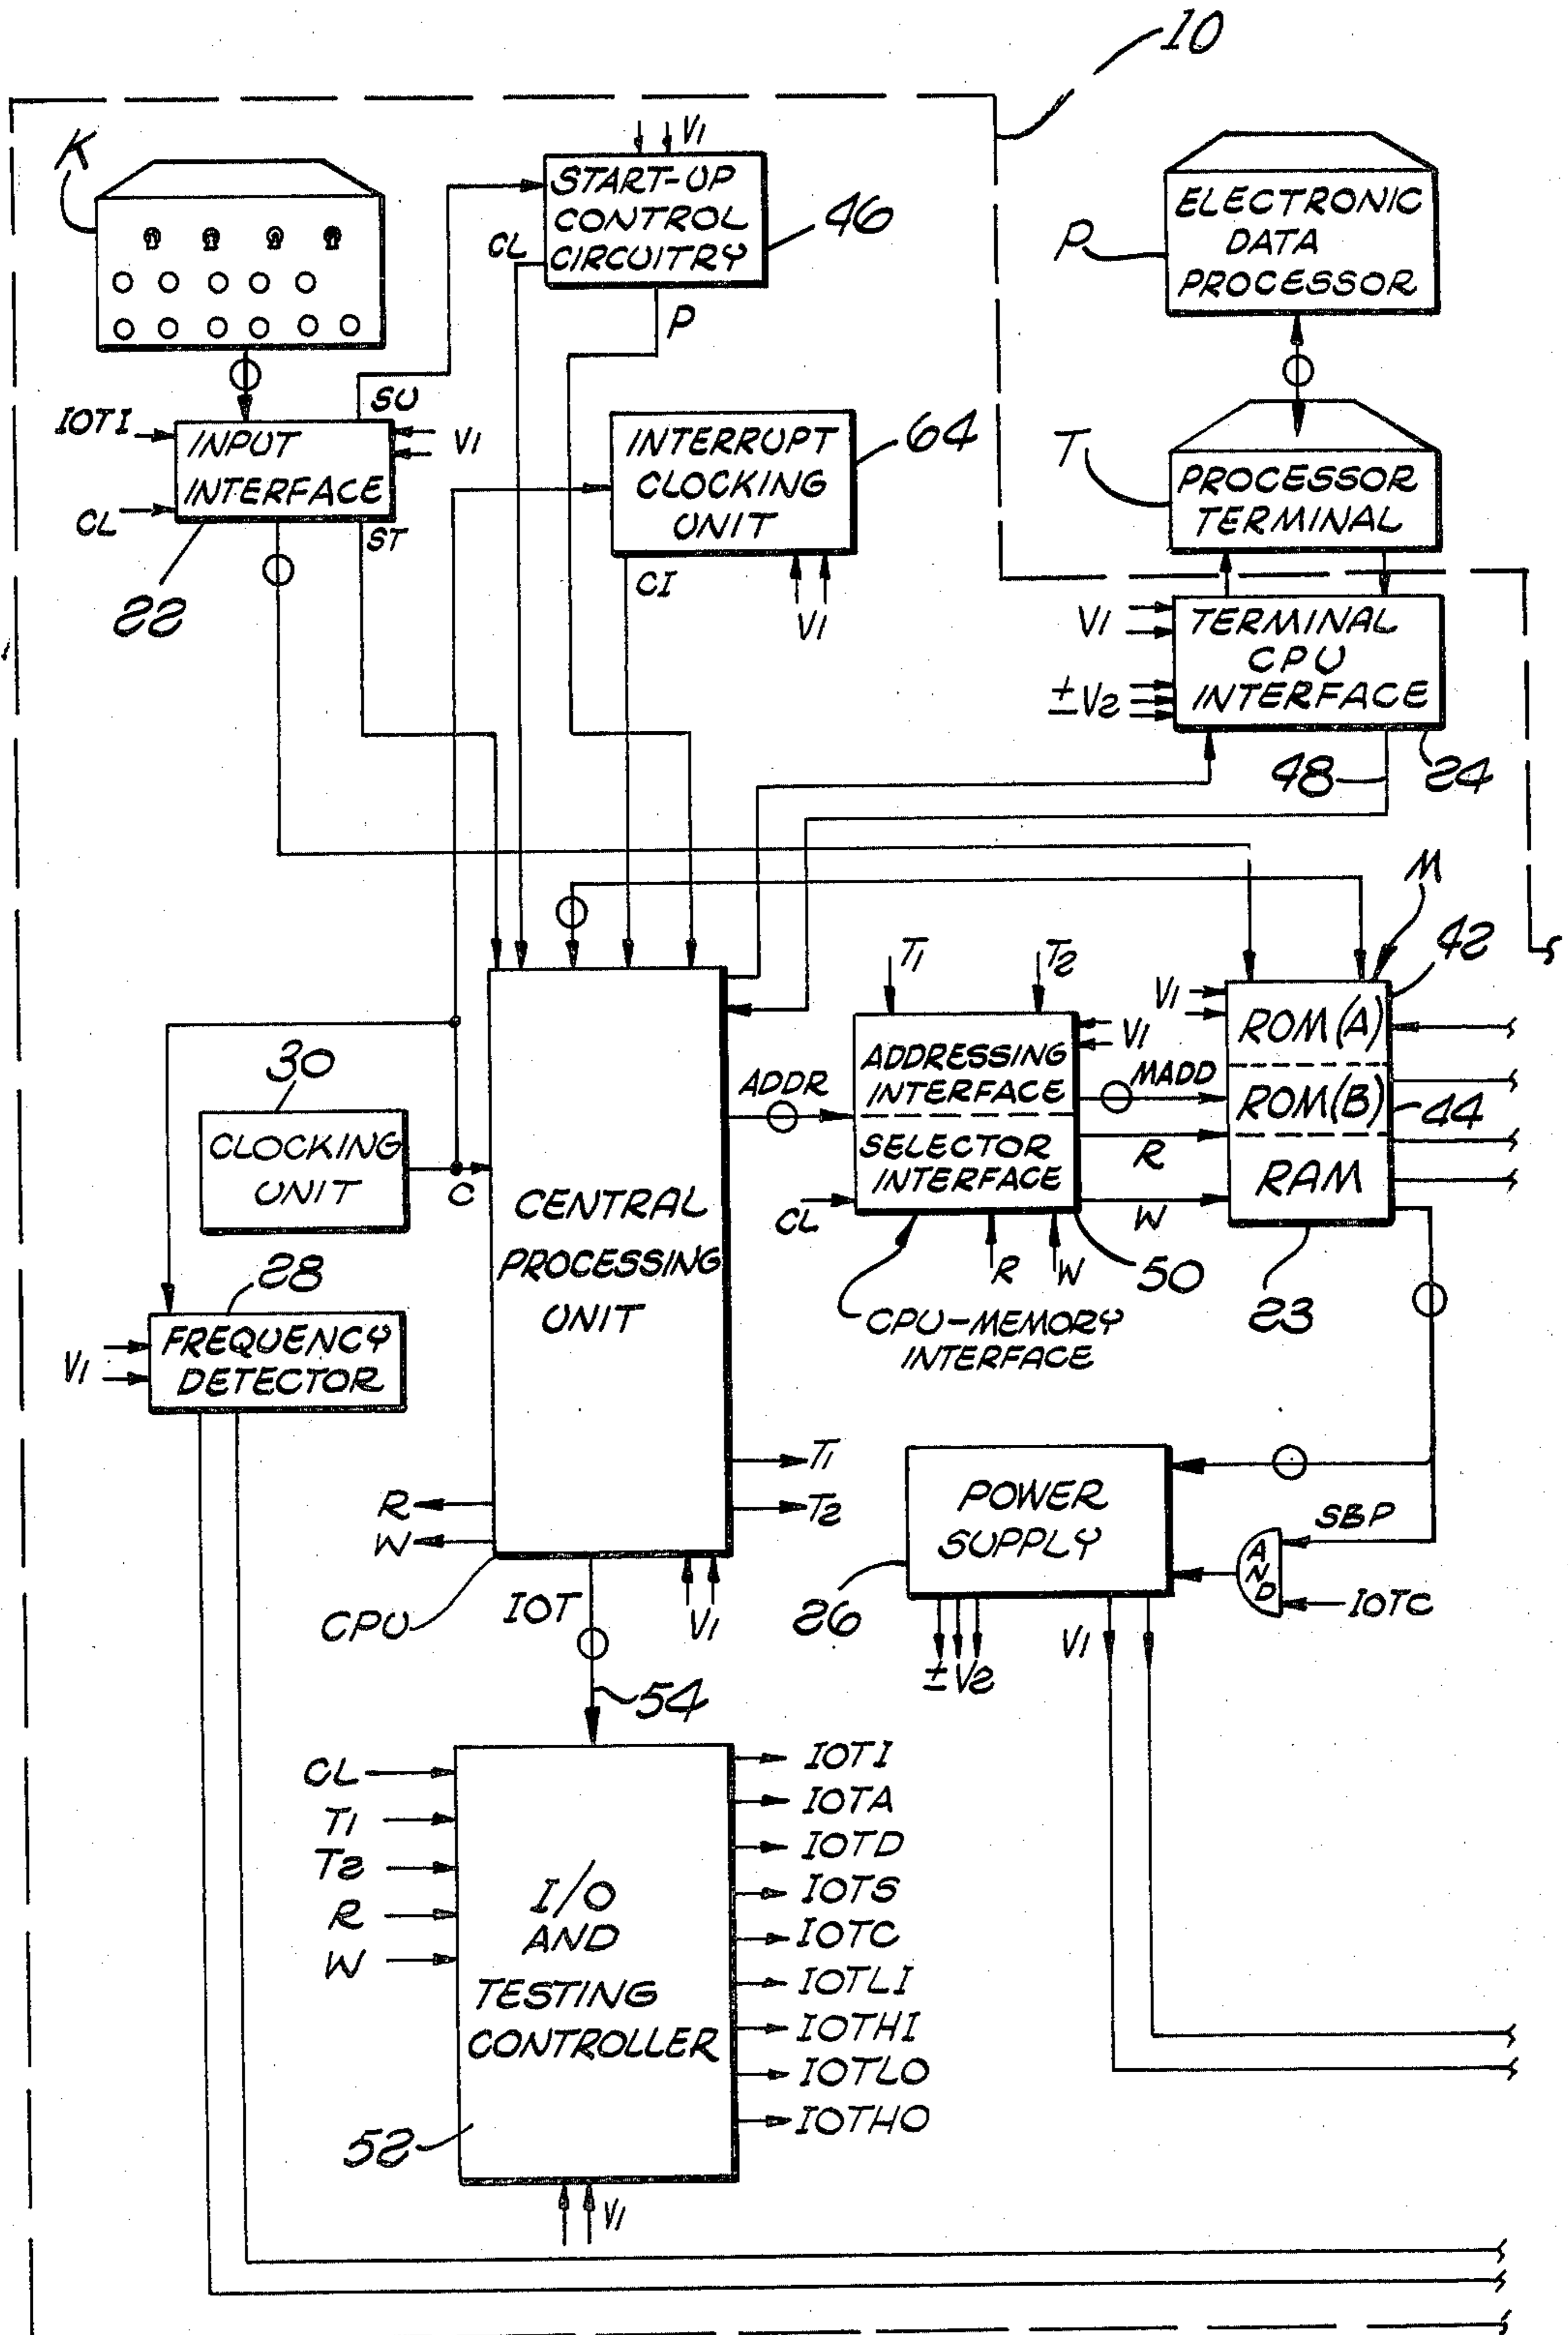 10
K
V1
START-UP
CONTROL
CIRCUITRY
46
CL
P
ELECTRONIC
DATA
PROCESSOR
P
SU
IOTI
INPUT
INTERFACE
V1
CL
ST
22
INTERRUPT
CLOCKING
UNIT
64
CI
V1
T
PROCESSOR
TERMINAL
V1
TERMINAL
CPU
INTERFACE
±V2
48
24
M
42
T1
T2
V1
V1
ROM(A)
30
ADDRESSING
INTERFACE
ADDR
MADD
ROM(B)
44
CLOCKING
UNIT
C
SELECTOR
INTERFACE
R
RAM
CL
W
CENTRAL
PROCESSING
UNIT
R
W
50
23
28
CPU-MEMORY
INTERFACE
FREQUENCY
DETECTOR
V1
T1
T2
R
W
POWER
SUPPLY
SBP
AND
IOTC
26
CPU
IOT
V1
±V2
V1
54
CL
T1
T2
R
W
I/O
AND
TESTING
CONTROLLER
IOTI
IOTA
IOTD
IOTS
IOTC
IOTLI
IOTHI
IOTLO
IOTHO
52
V1